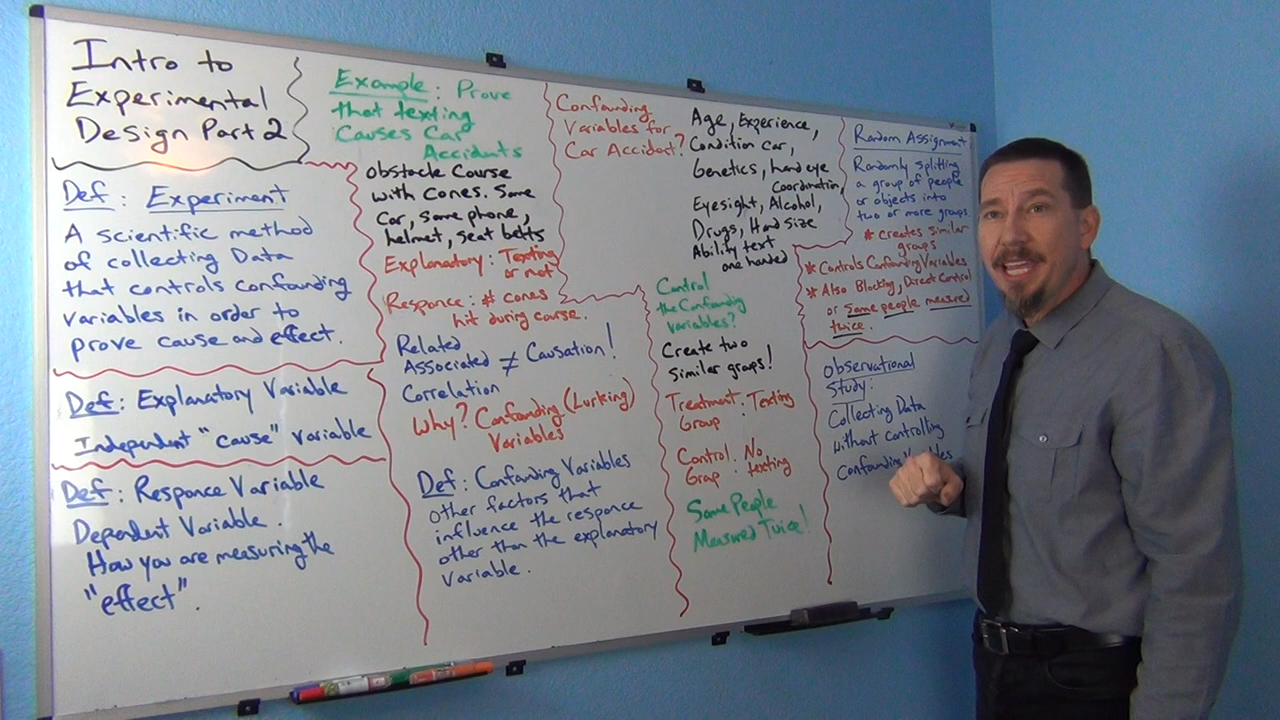 Intro to
Experimental
Design Part 2
Def: Experiment
A scientific method
of collecting Data
that controls confounding
variables in order to
prove cause and effect.
Def: Explanatory Variable
Independent "cause" variable
Def: Responce Variable
Dependent Variable.
How you are measuring the
"effect".
Example: Prove
that texting
Causes Car
Accidents
obstacle Course
with cones. Same
Car, same phone,
helmet, seat belts
Explanatory: Texting
or not
Responce: # cones
hit during course.
Related
Associated ≠ Causation!
Correlation
Why? Confounding (Lurking)
Variables
Def: Confounding Variables
other factors that
influence the responce
other than the explanatory
variable.
Confounding
Variables for
Car Accident?
Age, Experience,
Condition car,
Genetics, hand eye
Coordination,
Eyesight, Alcohol,
Drugs, Hand size
Ability text
one handed
Control
the Confounding
variables?
Create two
similar groups!
Treatment: Texting
Group
Control: No
Group: texting
Same People
Measured Twice!
Random Assignment
Randomly splitting
a group of people
or objects into
two or more groups
* creates similar
groups
* Controls Confounding Variables
* Also Blocking, Direct Control
or Same people measured
twice.
Observational
Study:
Collecting Data
without controlling
Confounding Variables